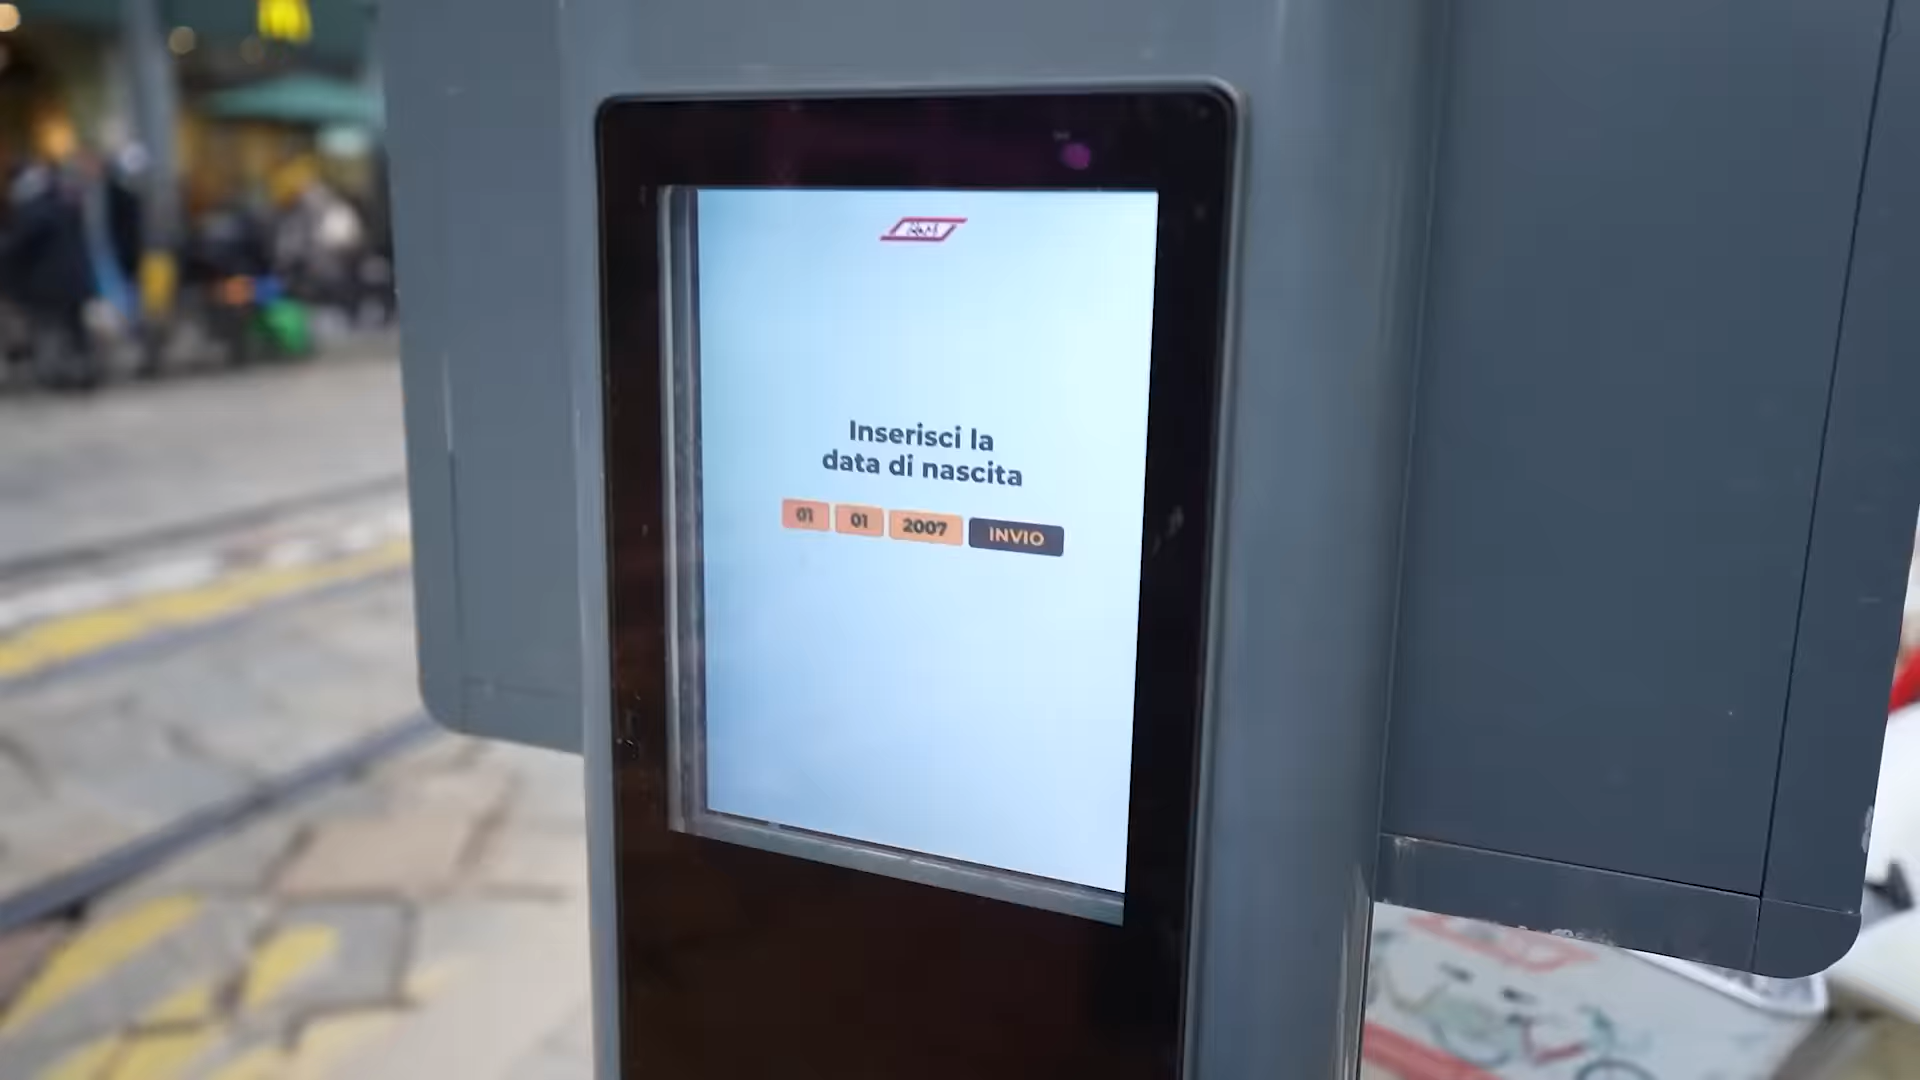 Inserisci la
data di nascita
01 01 2007 INVIO